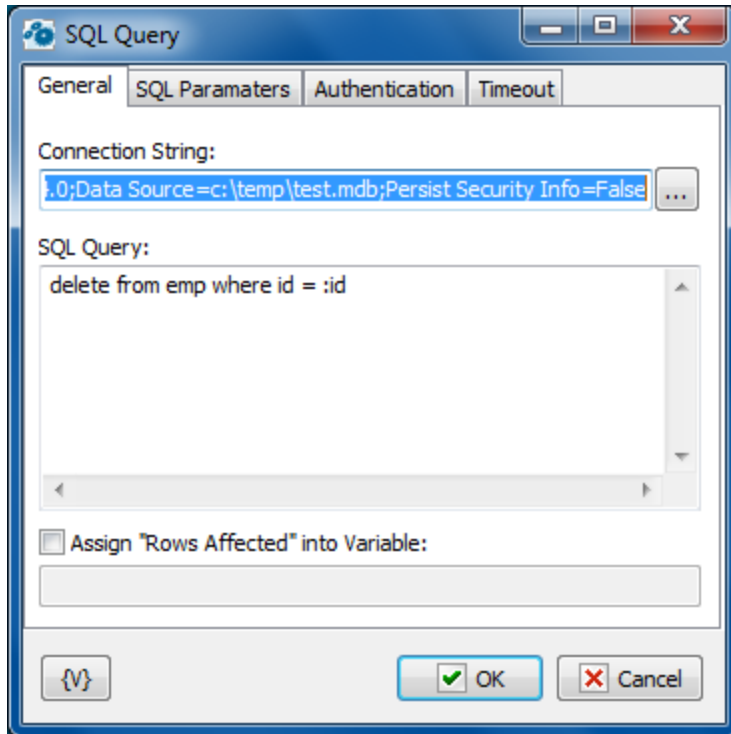 SQL Query
General SQL Paramaters Authentication Timeout
Connection String:
.0;Data Source=c:\temp\test.mdb;Persist Security Info=False ...
SQL Query:
delete from emp where id = :id
Assign "Rows Affected" into Variable:
{V} OK Cancel